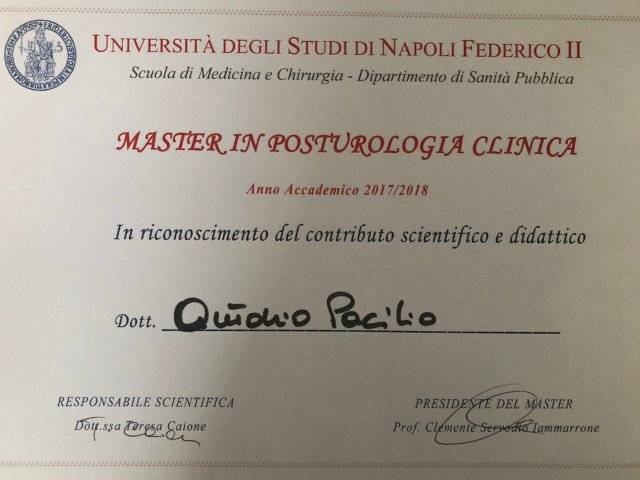 UNIVERSITÀ DEGLI STUDI DI NAPOLI FEDERICO II
Scuola di Medicina e Chirurgia - Dipartimento di Sanità Pubblica
MASTER IN POSTUROLOGIA CLINICA
Anno Accademico 2017/2018
In riconoscimento del contributo scientifico e didattico
Dott. Quidio Pacilio
RESPONSABILE SCIENTIFICA
Dott.ssa Teresa Caione
PRESIDENTE DEL MASTER
Prof. Clemente Servodio Iammarrone